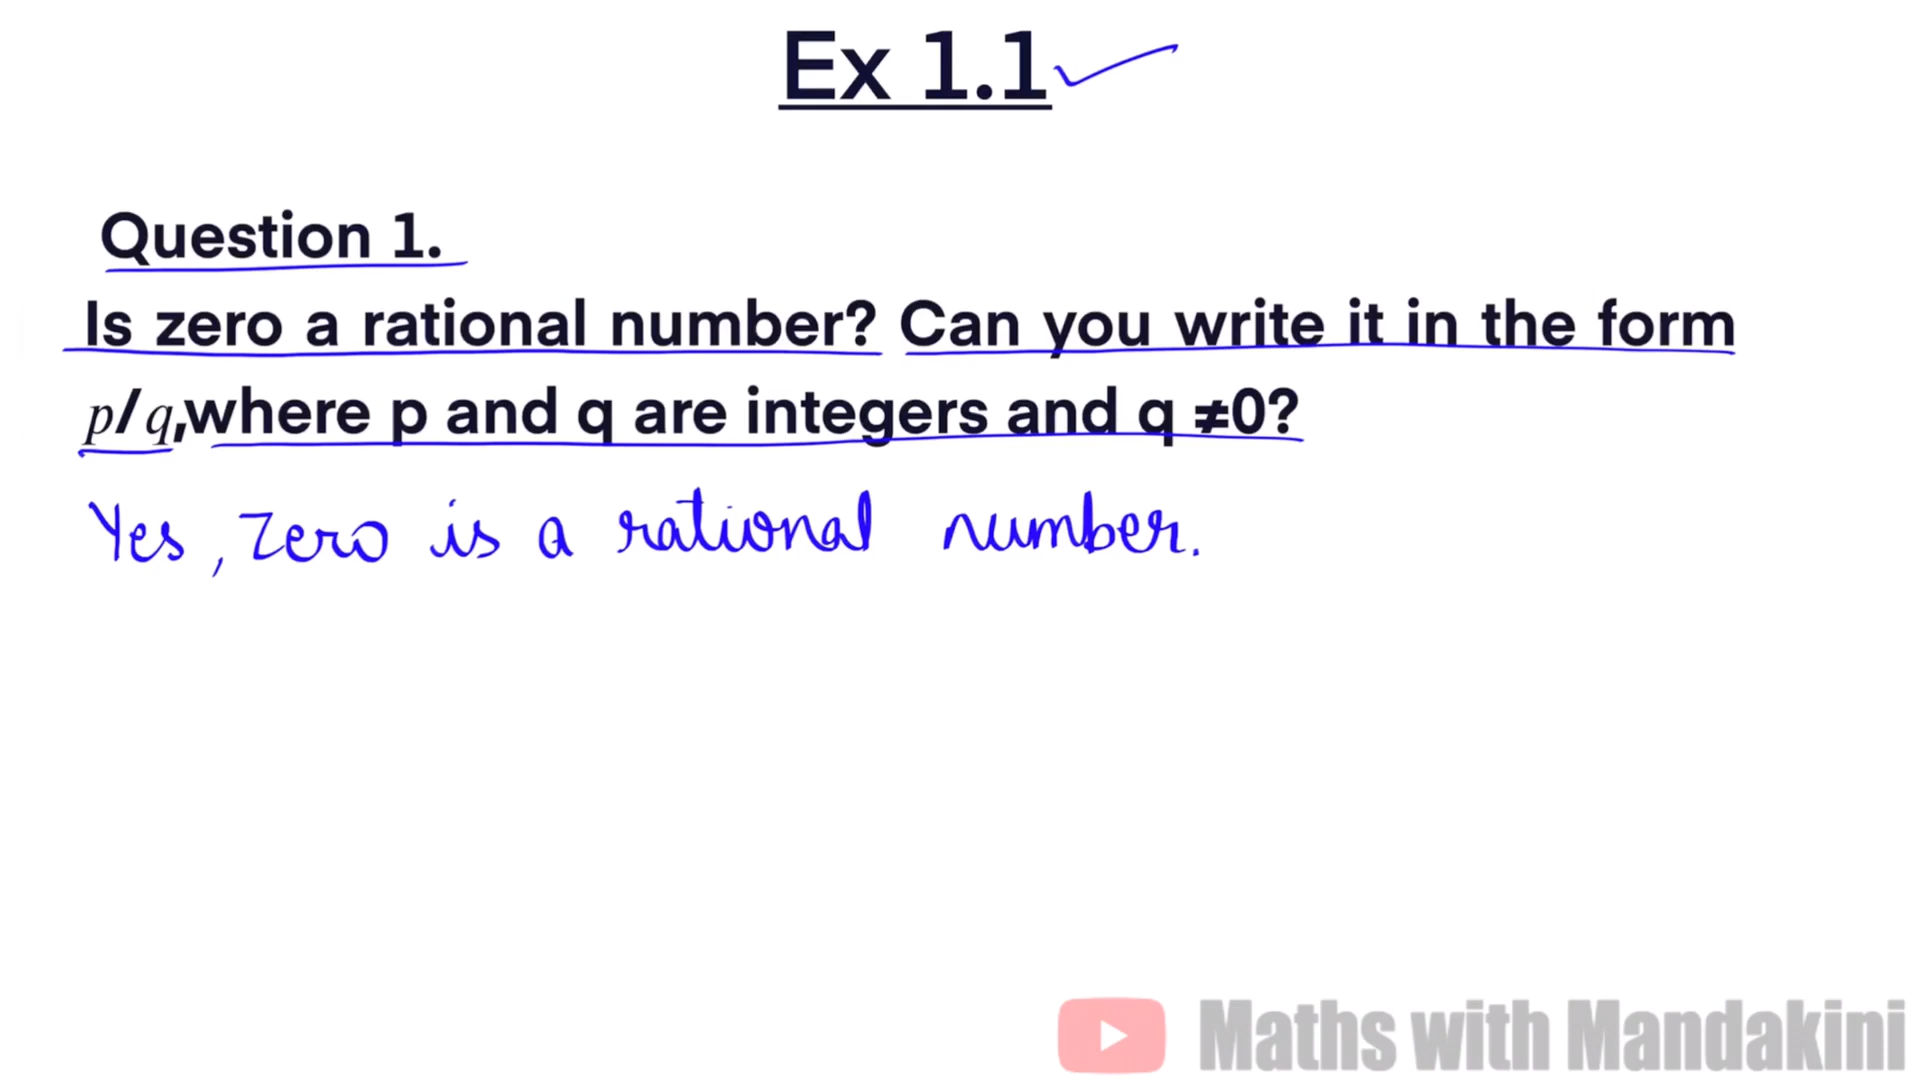 Ex 1.1
Question 1.
Is zero a rational number? Can you write it in the form
p/q,where p and q are integers and q ≠0?
Yes, Zero is a rational number.
Maths with Mandakini